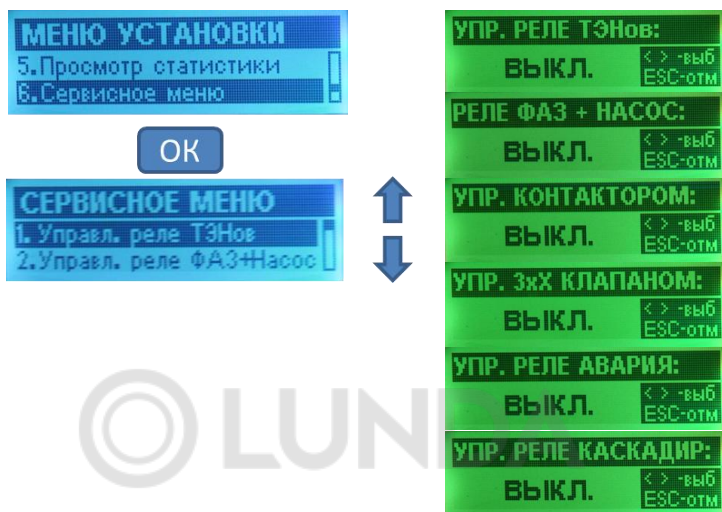 МЕНЮ УСТАНОВКИ
5.Просмотр статистики
6.Сервисное меню
ОК
СЕРВИСНОЕ МЕНЮ
1. Управл. реле ТЭНов
2.Управл. реле ФАЗ+Насос
УПР. РЕЛЕ ТЭНов:
ВЫКЛ.
< > -выб
ESC-отм
РЕЛЕ ФАЗ + НАСОС:
ВЫКЛ.
< > -выб
ESC-отм
УПР. КОНТАКТОРОМ:
ВЫКЛ.
< > -выб
ESC-отм
УПР. 3хХ КЛАПАНОМ:
ВЫКЛ.
< > -выб
ESC-отм
УПР. РЕЛЕ АВАРИЯ:
ВЫКЛ.
< > -выб
ESC-отм
УПР. РЕЛЕ КАСКАДИР:
ВЫКЛ.
< > -выб
ESC-отм
LUNDA